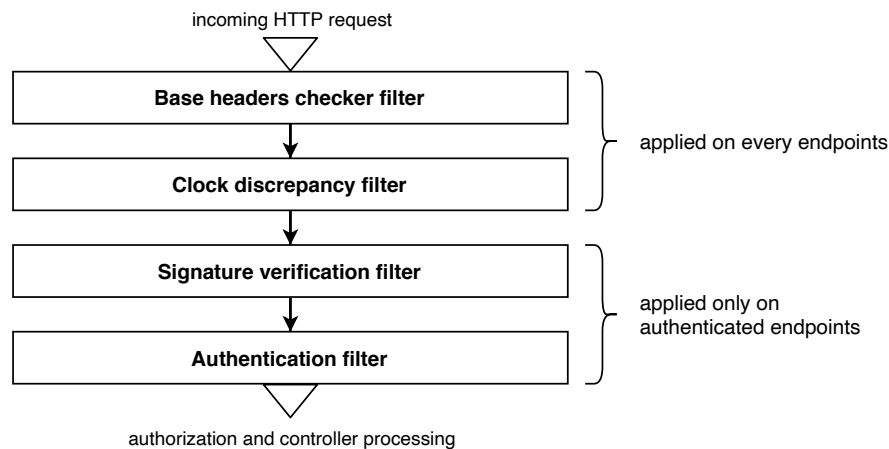 incoming HTTP request
Base headers checker filter
Clock discrepancy filter
applied on every endpoints
Signature verification filter
Authentication filter
applied only on
authenticated endpoints
authorization and controller processing